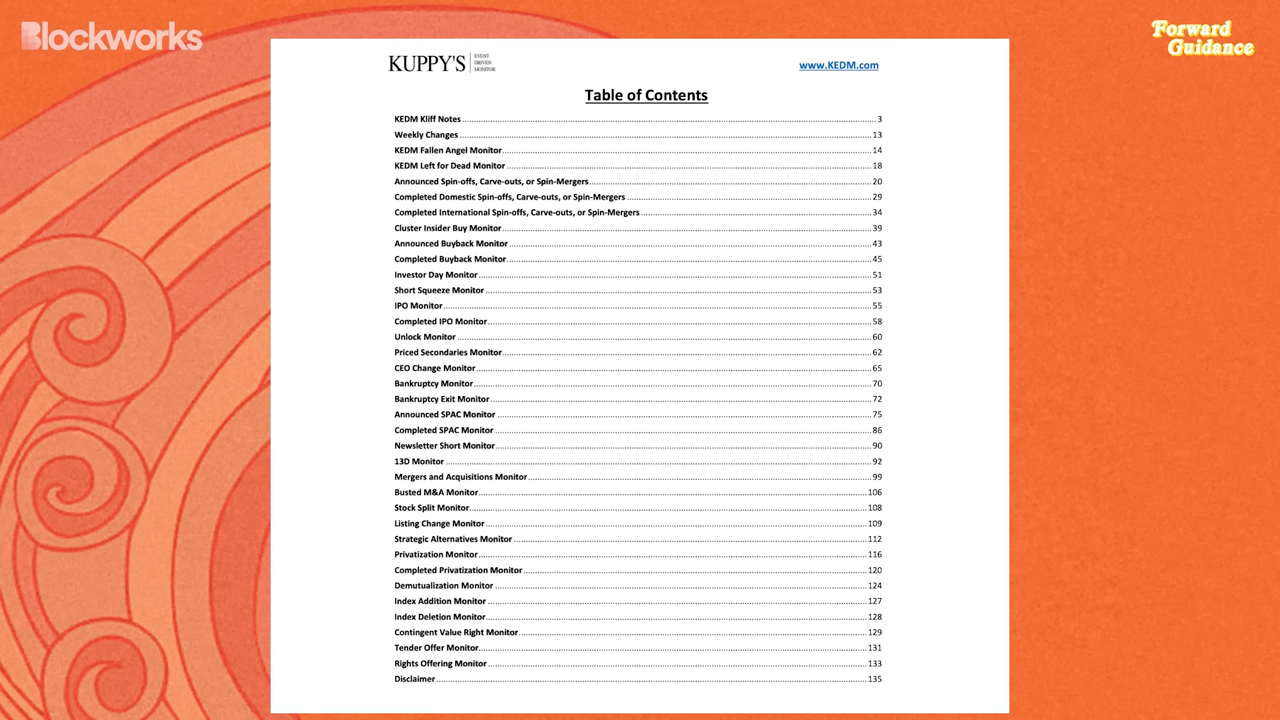 Blockworks
Forward
Guidance
KUPPY'S
EVENT
DRIVEN
MONITOR
www.KEDM.com
Table of Contents
KEDM Kliff Notes 3
Weekly Changes 13
KEDM Fallen Angel Monitor 14
KEDM Left for Dead Monitor 18
Announced Spin-offs, Carve-outs, or Spin-Mergers 20
Completed Domestic Spin-offs, Carve-outs, or Spin-Mergers 29
Completed International Spin-offs, Carve-outs, or Spin-Mergers 34
Cluster Insider Buy Monitor 39
Announced Buyback Monitor 43
Completed Buyback Monitor 45
Investor Day Monitor 51
Short Squeeze Monitor 53
IPO Monitor 55
Completed IPO Monitor 58
Unlock Monitor 60
Priced Secondaries Monitor 62
CEO Change Monitor 65
Bankruptcy Monitor 70
Bankruptcy Exit Monitor 72
Announced SPAC Monitor 75
Completed SPAC Monitor 86
Newsletter Short Monitor 90
13D Monitor 92
Mergers and Acquisitions Monitor 99
Busted M&A Monitor 106
Stock Split Monitor 108
Listing Change Monitor 109
Strategic Alternatives Monitor 112
Privatization Monitor 116
Completed Privatization Monitor 120
Demutualization Monitor 124
Index Addition Monitor 127
Index Deletion Monitor 128
Contingent Value Right Monitor 129
Tender Offer Monitor 131
Rights Offering Monitor 133
Disclaimer 135